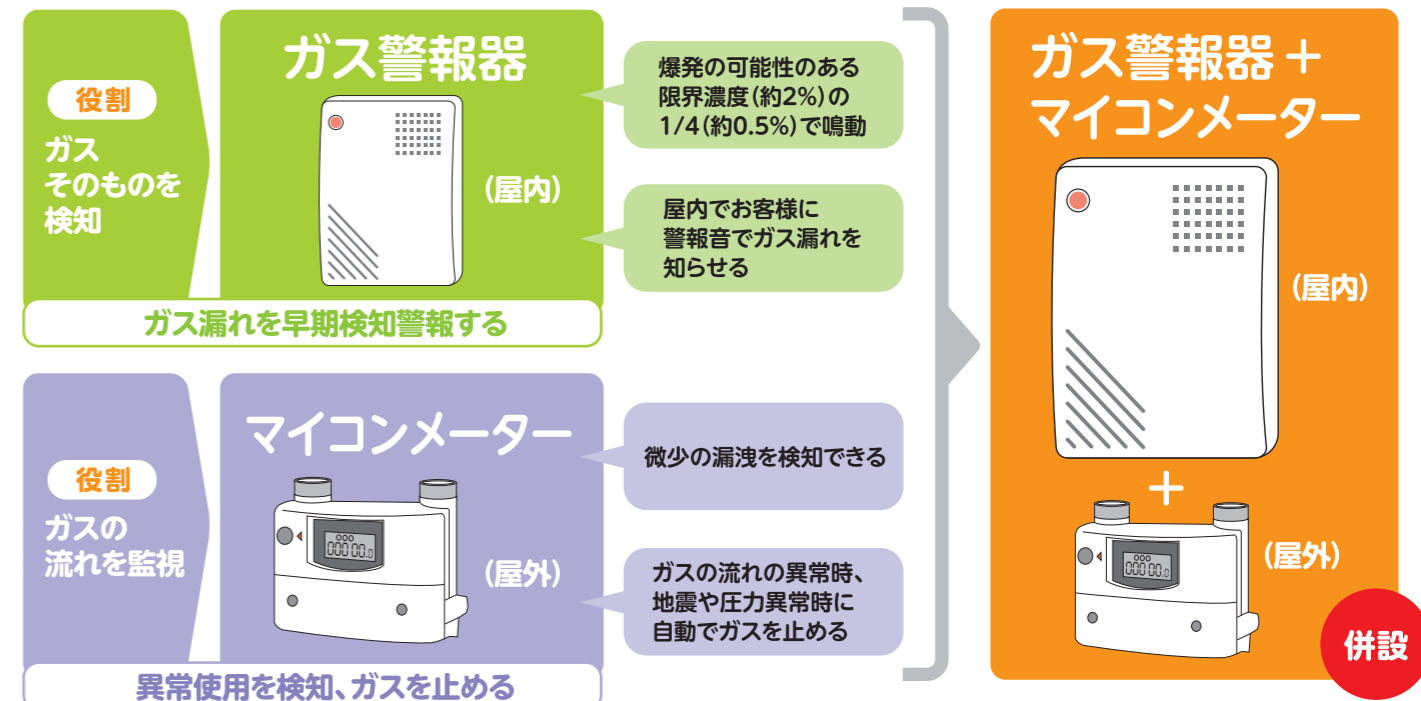 役割
ガス
そのものを
検知
ガス警報器
(屋内)
爆発の可能性のある
限界濃度(約2%)の
1/4(約0.5%)で鳴動
屋内でお客様に
警報音でガス漏れを
知らせる
ガス漏れを早期検知警報する
役割
ガスの
流れを監視
マイコンメーター
000
000 00.0
(屋外)
微少の漏洩を検知できる
ガスの流れの異常時、
地震や圧力異常時に
自動でガスを止める
異常使用を検知、ガスを止める
ガス警報器+
マイコンメーター
(屋内)
+
000
000 00.0
(屋外)
併設